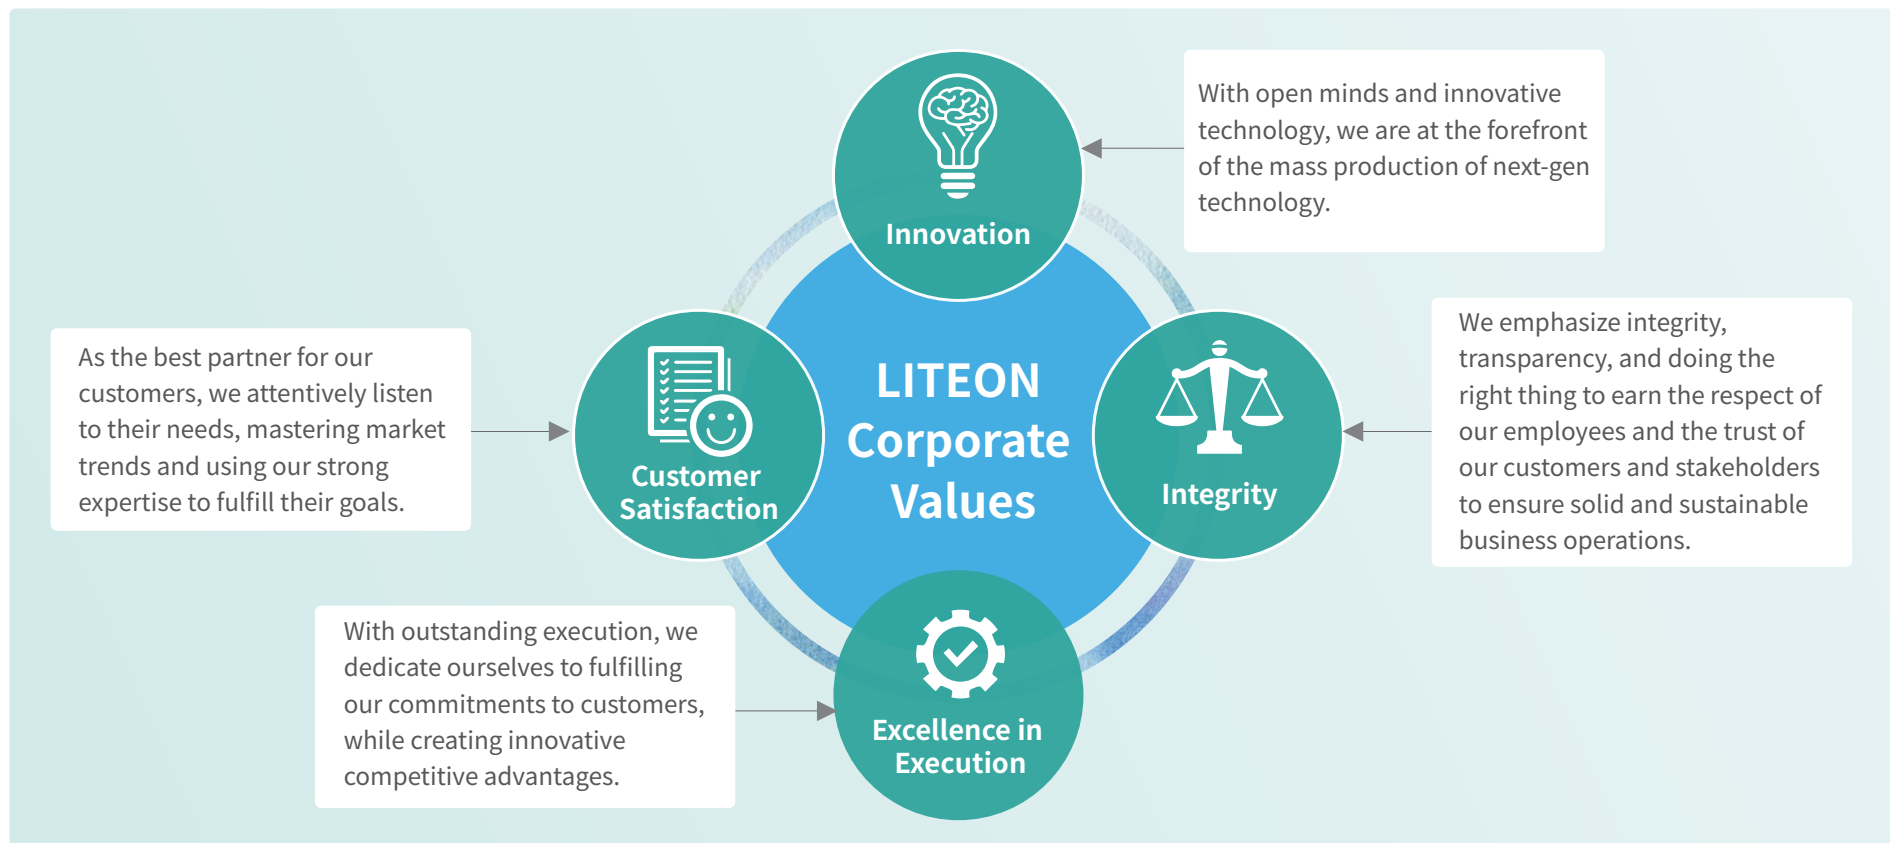 Innovation
With open minds and innovative
technology, we are at the forefront
of the mass production of next-gen
technology.
LITEON
Corporate
Values
Customer
Satisfaction
As the best partner for our
customers, we attentively listen
to their needs, mastering market
trends and using our strong
expertise to fulfill their goals.
Integrity
We emphasize integrity,
transparency, and doing the
right thing to earn the respect of
our employees and the trust of
our customers and stakeholders
to ensure solid and sustainable
business operations.
With outstanding execution, we
dedicate ourselves to fulfilling
our commitments to customers,
while creating innovative
competitive advantages.
Excellence in
Execution